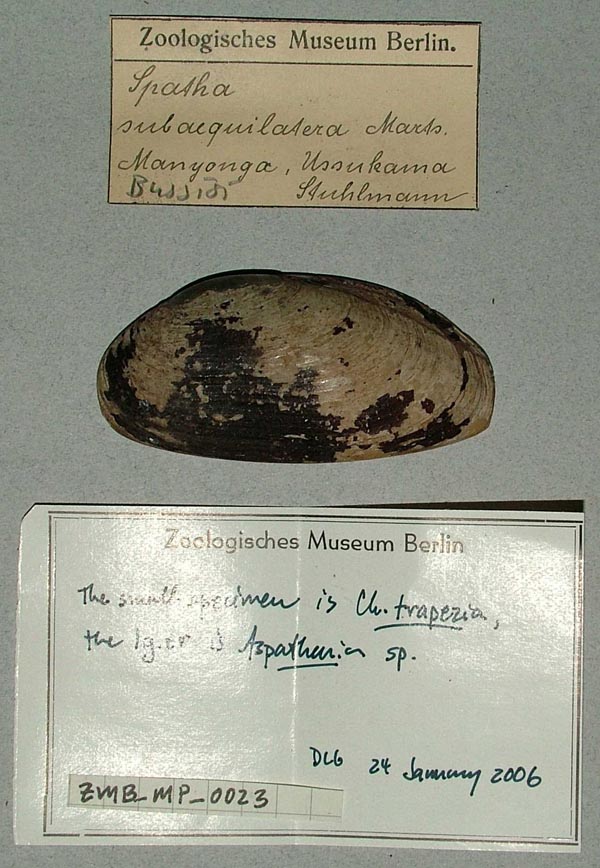 Zoologisches Museum Berlin.
Spatha
subaequilatera Marts.
Manyonga, Ussukama
Bussisi Stuhlmann
Zoologisches Museum Berlin
The small specimen is Ch. trapezia,
the lg.er is Aspatharia sp.
DLG 24 January 2006
ZMB_MP_0023